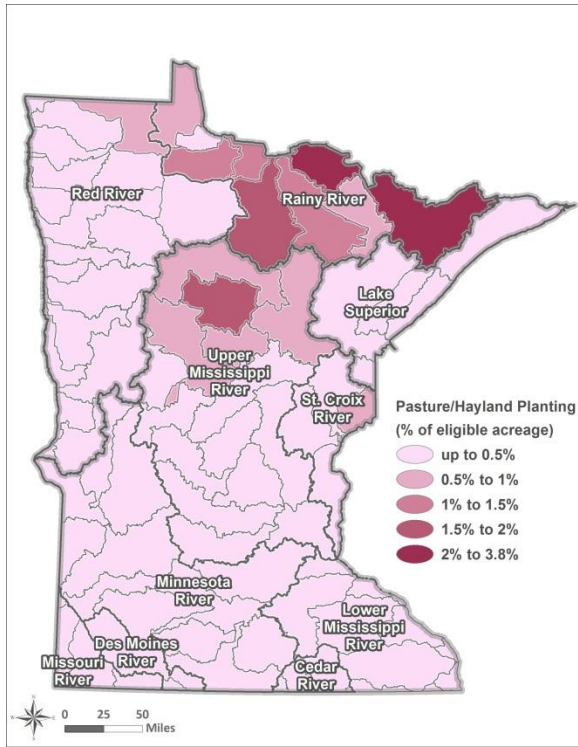 Red River
Rainy River
Lake
Superior
Upper
Mississippi
River
St. Croix
River
Pasture/Hayland Planting
(% of eligible acreage)
up to 0.5%
0.5% to 1%
1% to 1.5%
1.5% to 2%
2% to 3.8%
Minnesota
River
Lower
Mississippi
River
Des Moines
River
Missouri
River
Cedar
River
N
W
E
S
0 25 50
Miles